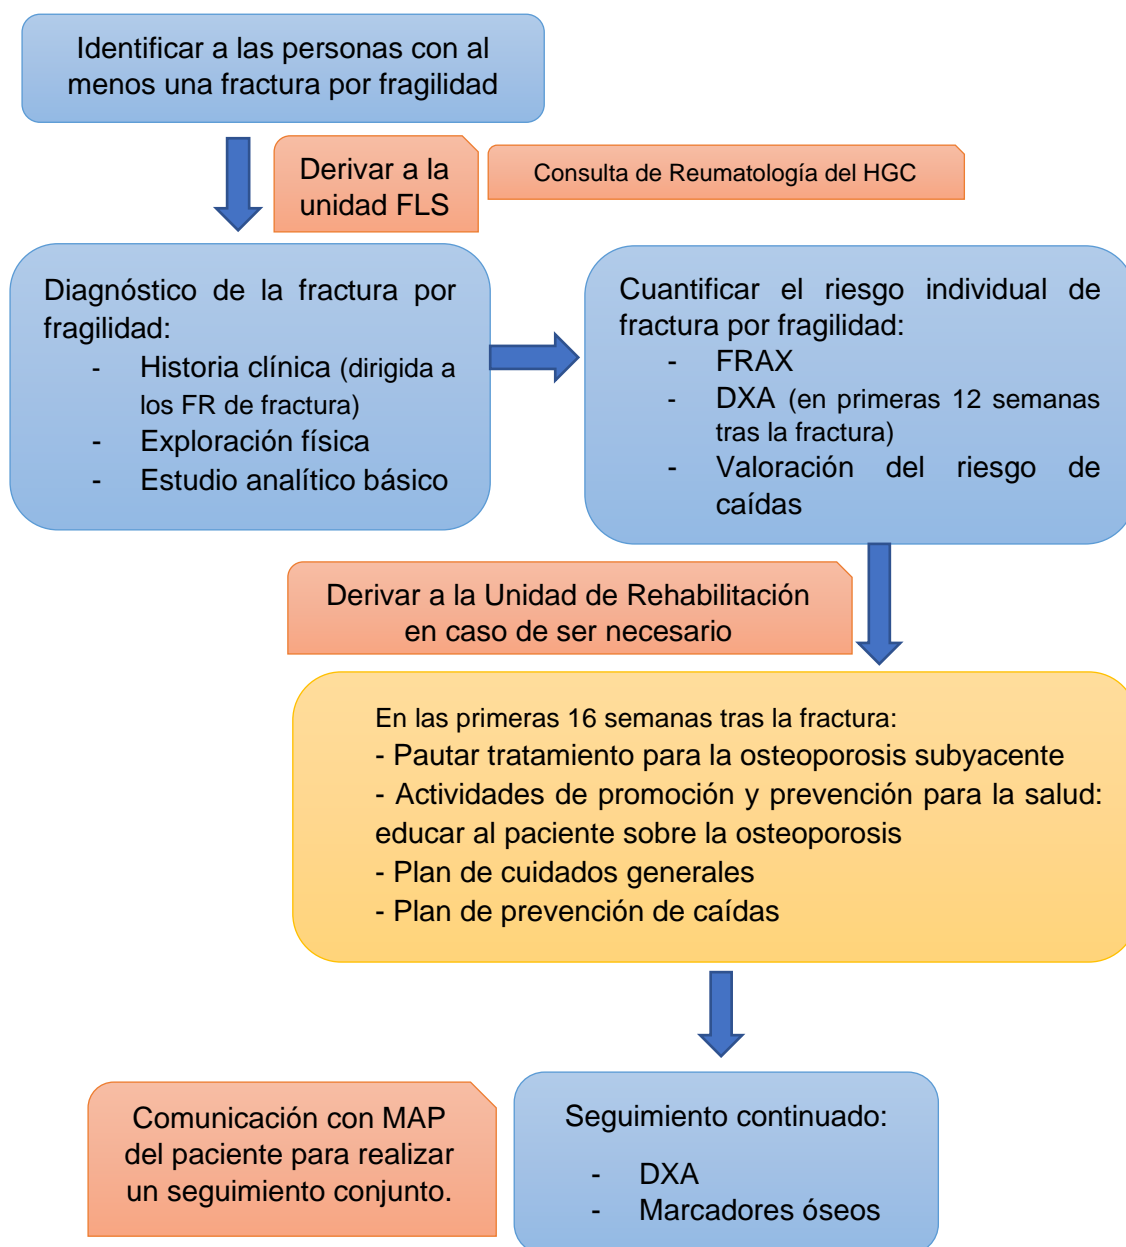 Identificar a las personas con al
menos una fractura por fragilidad
Derivar a la
unidad FLS
Consulta de Reumatología del HGC
Diagnóstico de la fractura por
fragilidad:
- Historia clínica (dirigida a
los FR de fractura)
- Exploración física
- Estudio analítico básico
Cuantificar el riesgo individual de
fractura por fragilidad:
- FRAX
- DXA (en primeras 12 semanas
tras la fractura)
- Valoración del riesgo de
caídas
Derivar a la Unidad de Rehabilitación
en caso de ser necesario
En las primeras 16 semanas tras la fractura:
- Pautar tratamiento para la osteoporosis subyacente
- Actividades de promoción y prevención para la salud:
educar al paciente sobre la osteoporosis
- Plan de cuidados generales
- Plan de prevención de caídas
Comunicación con MAP
del paciente para realizar
un seguimiento conjunto.
Seguimiento continuado:
- DXA
- Marcadores óseos